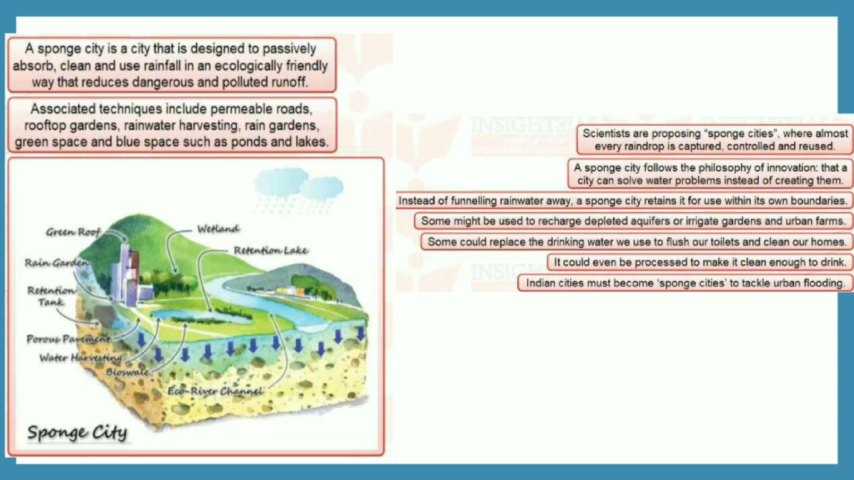 A sponge city is a city that is designed to passively
absorb, clean and use rainfall in an ecologically friendly
way that reduces dangerous and polluted runoff.
Associated techniques include permeable roads,
rooftop gardens, rainwater harvesting, rain gardens,
green space and blue space such as ponds and lakes.
Green Roof
Wetland
Retention Lake
Rain Garden
Retention
Tank
Porous Pavement
Water Harvesting
Bioswale
Eco-River Channel
Sponge City
INSIGHTSIAS
Scientists are proposing "sponge cities", where almost
every raindrop is captured, controlled and reused.
A sponge city follows the philosophy of innovation: that a
city can solve water problems instead of creating them.
Instead of funnelling rainwater away, a sponge city retains it for use within its own boundaries.
Some might be used to recharge depleted aquifers or irrigate gardens and urban farms.
Some could replace the drinking water we use to flush our toilets and clean our homes.
It could even be processed to make it clean enough to drink.
Indian cities must become 'sponge cities' to tackle urban flooding.